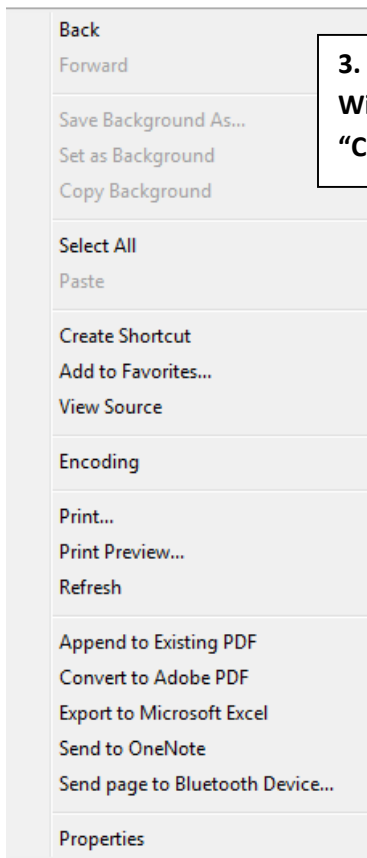 Back
Forward
Save Background As...
Set as Background
Copy Background
Select All
Paste
Create Shortcut
Add to Favorites...
View Source
Encoding
Print...
Print Preview...
Refresh
Append to Existing PDF
Convert to Adobe PDF
Export to Microsoft Excel
Send to OneNote
Send page to Bluetooth Device...
Properties
3.